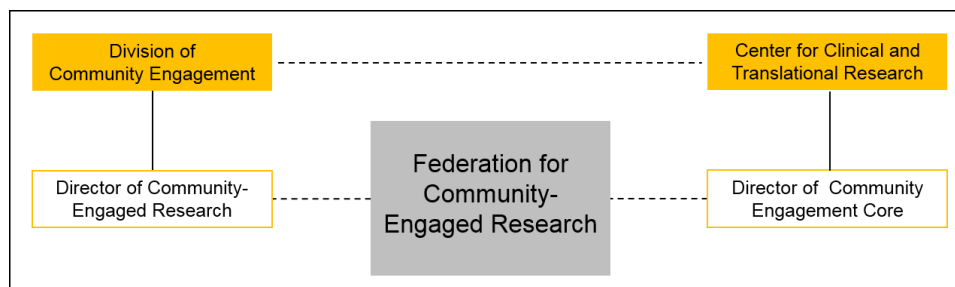 Division of
Community Engagement
Center for Clinical and
Translational Research
Federation for
Community-
Engaged Research
Director of Community-
Engaged Research
Director of Community
Engagement Core